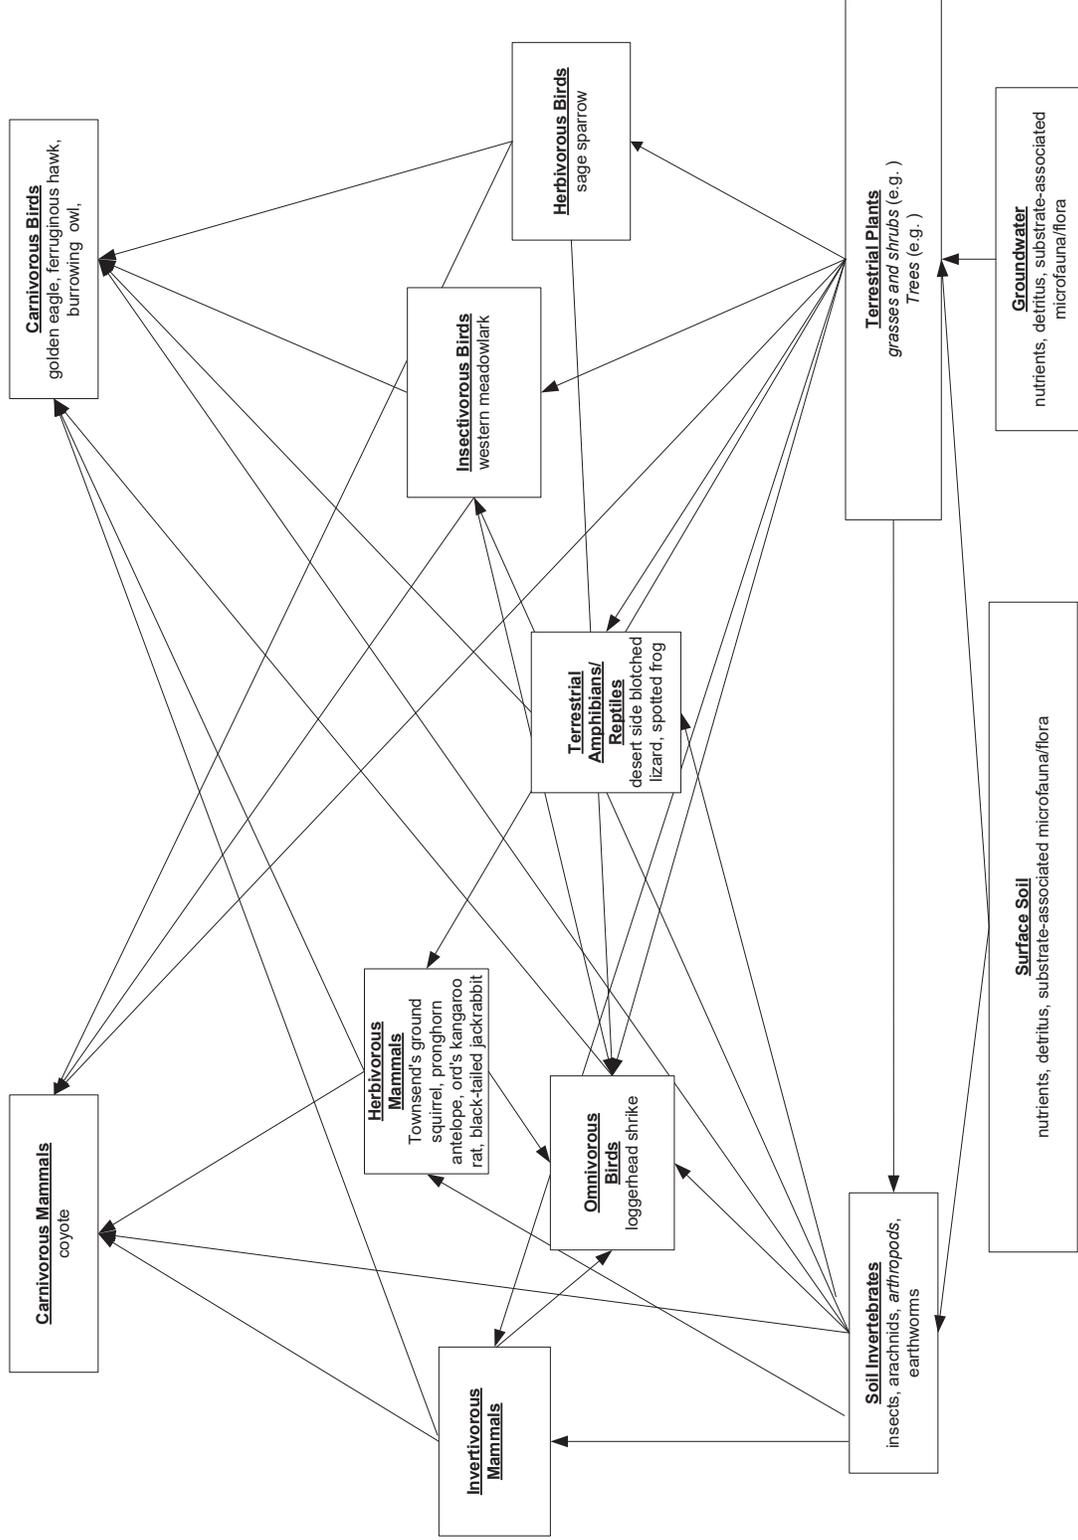 Carnivorous Mammals
coyote
Carnivorous Birds
golden eagle, ferruginous hawk,
burrowing owl,
Herbivorous
Mammals
Townsend's ground
squirrel, pronghorn
antelope, ord's kangaroo
rat, black-tailed jackrabbit
Insectivorous Birds
western meadowlark
Invertivorous
Mammals
Herbivorous Birds
sage sparrow
Terrestrial
Amphibians/
Reptiles
desert side blotched
lizard, spotted frog
Omnivorous
Birds
loggerhead shrike
Terrestrial Plants
grasses and shrubs (e.g. )
Trees (e.g. )
Soil Invertebrates
insects, arachnids, arthropods,
earthworms
Surface Soil
nutrients, detritus, substrate-associated microfauna/flora
Groundwater
nutrients, detritus, substrate-associated
microfauna/flora